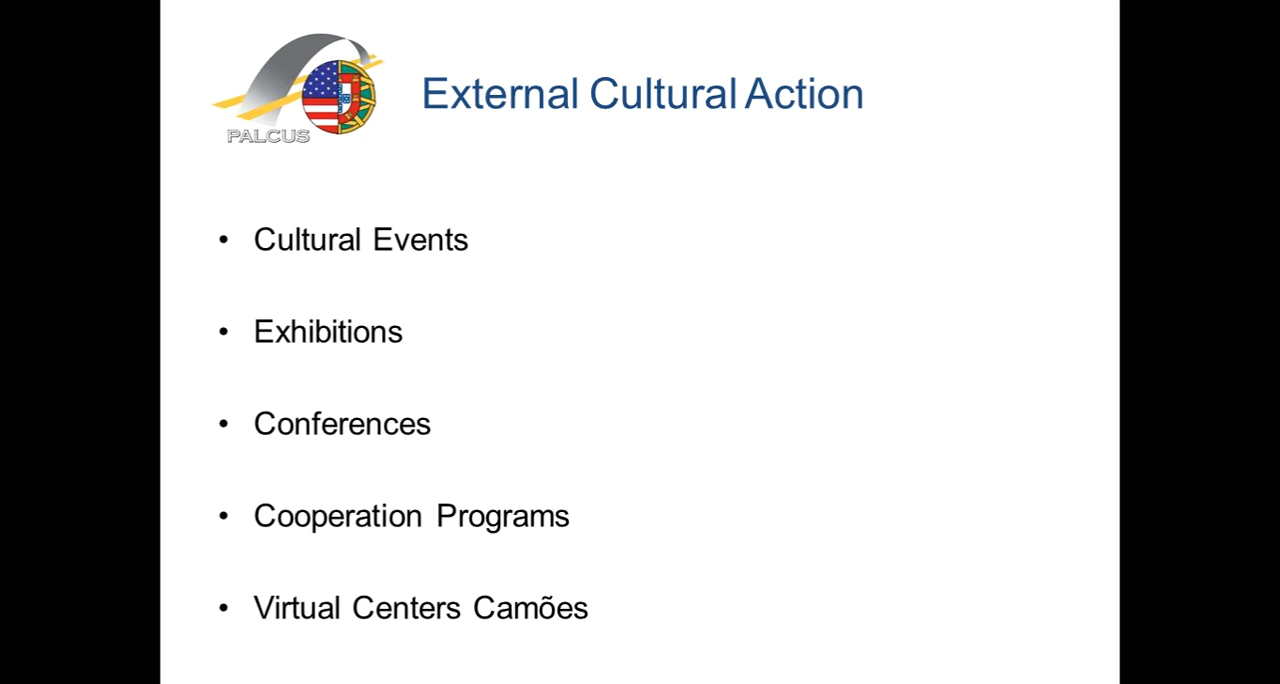 PALCUS
External Cultural Action
• Cultural Events
• Exhibitions
• Conferences
• Cooperation Programs
• Virtual Centers Camões